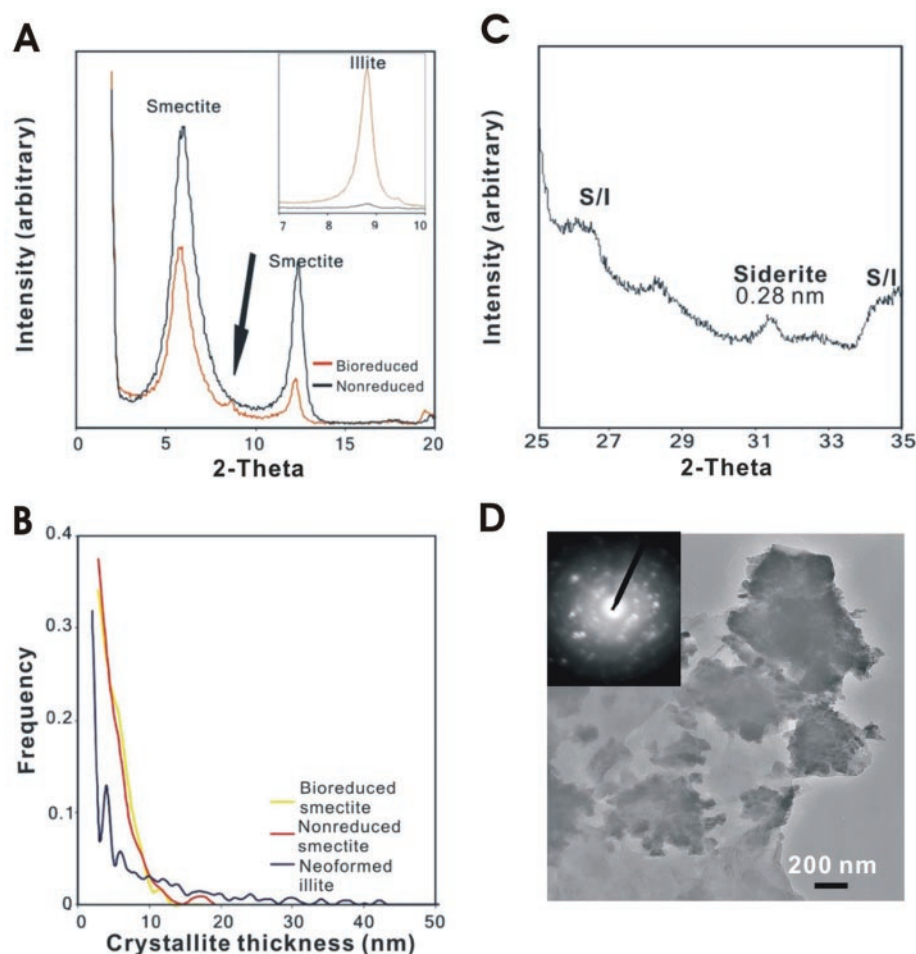 A
Intensity (arbitrary)
Smectite
Illite
7 8 9 10
Smectite
Bioreduced
Nonreduced
0 5 10 15 20
2-Theta
C
Intensity (arbitrary)
S/I
Siderite
0.28 nm
S/I
25 27 29 31 33 35
2-Theta
B
Frequency
0.4
0.3
0.2
0.1
0
Bioreduced
smectite
Nonreduced
smectite
Neoformed
illite
0 10 20 30 40 50
Crystallite thickness (nm)
D
200 nm